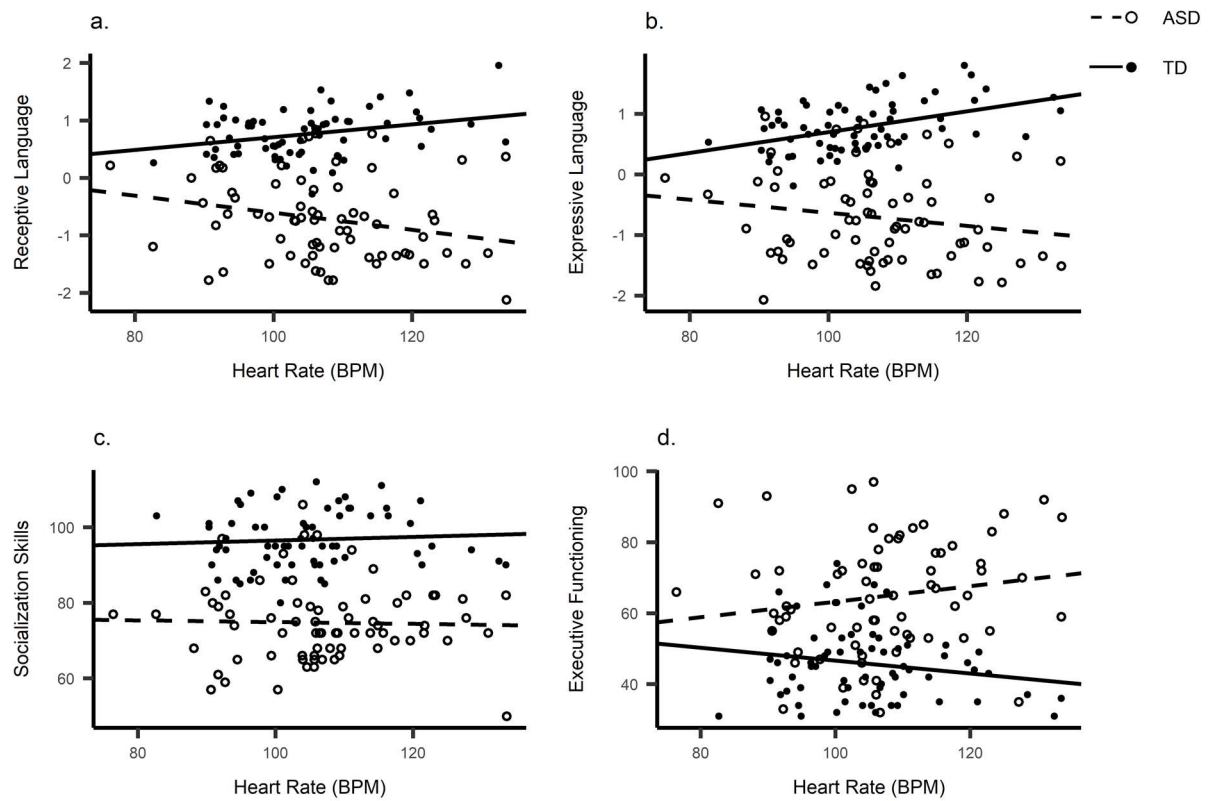 a.
b.
ASD
TD
Receptive Language
2
1
0
-1
-2
80
100
120
Heart Rate (BPM)
Expressive Language
1
0
-1
-2
80
100
120
Heart Rate (BPM)
c.
d.
Socialization Skills
100
80
60
80
100
120
Heart Rate (BPM)
Executive Functioning
100
80
60
40
80
100
120
Heart Rate (BPM)